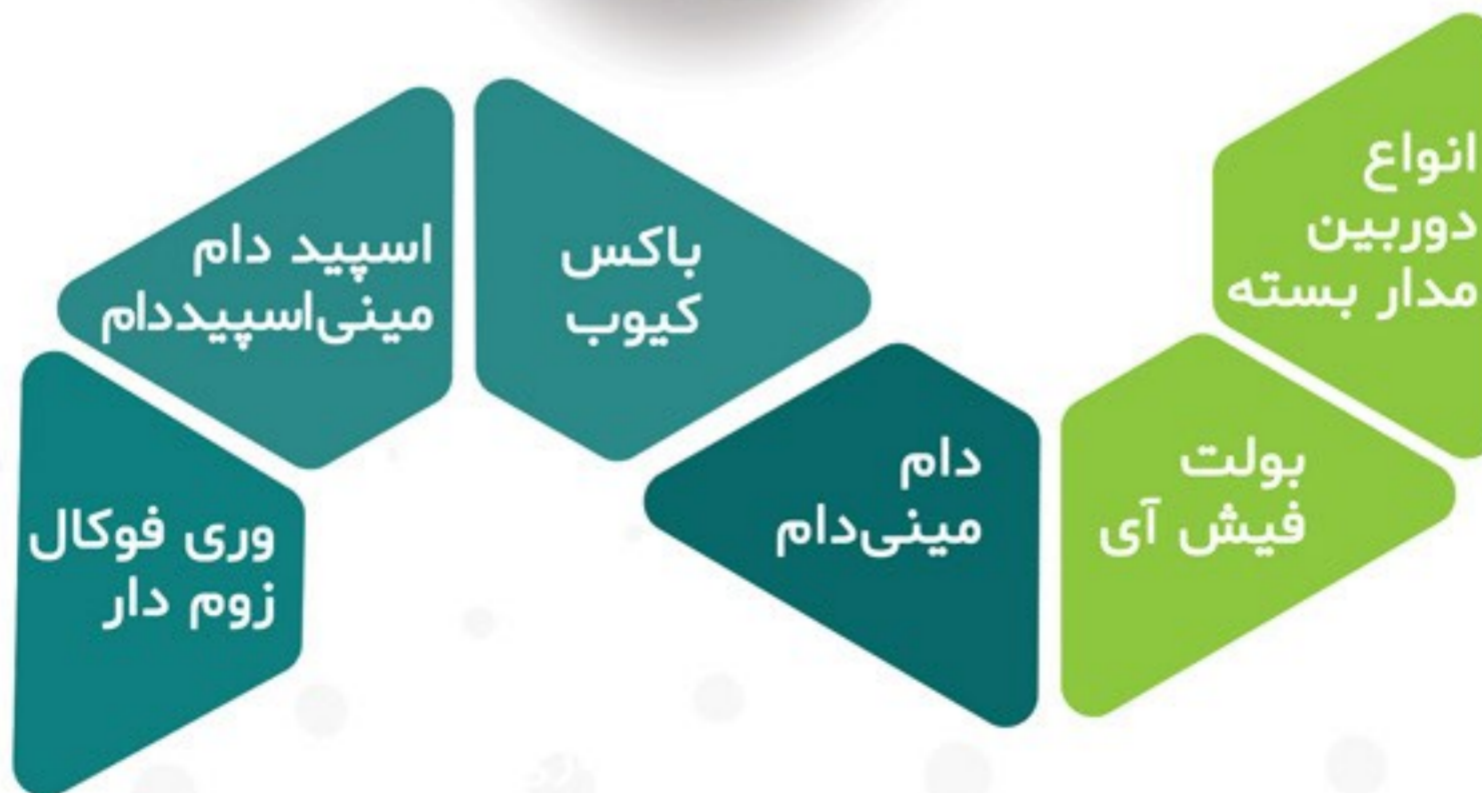 انواع
دوربین
مدار بسته
بولت
فیش آی
دام
مینی‌دام
باکس
کیوب
اسپید دام
مینی‌اسپیددام
وری فوکال
زوم دار